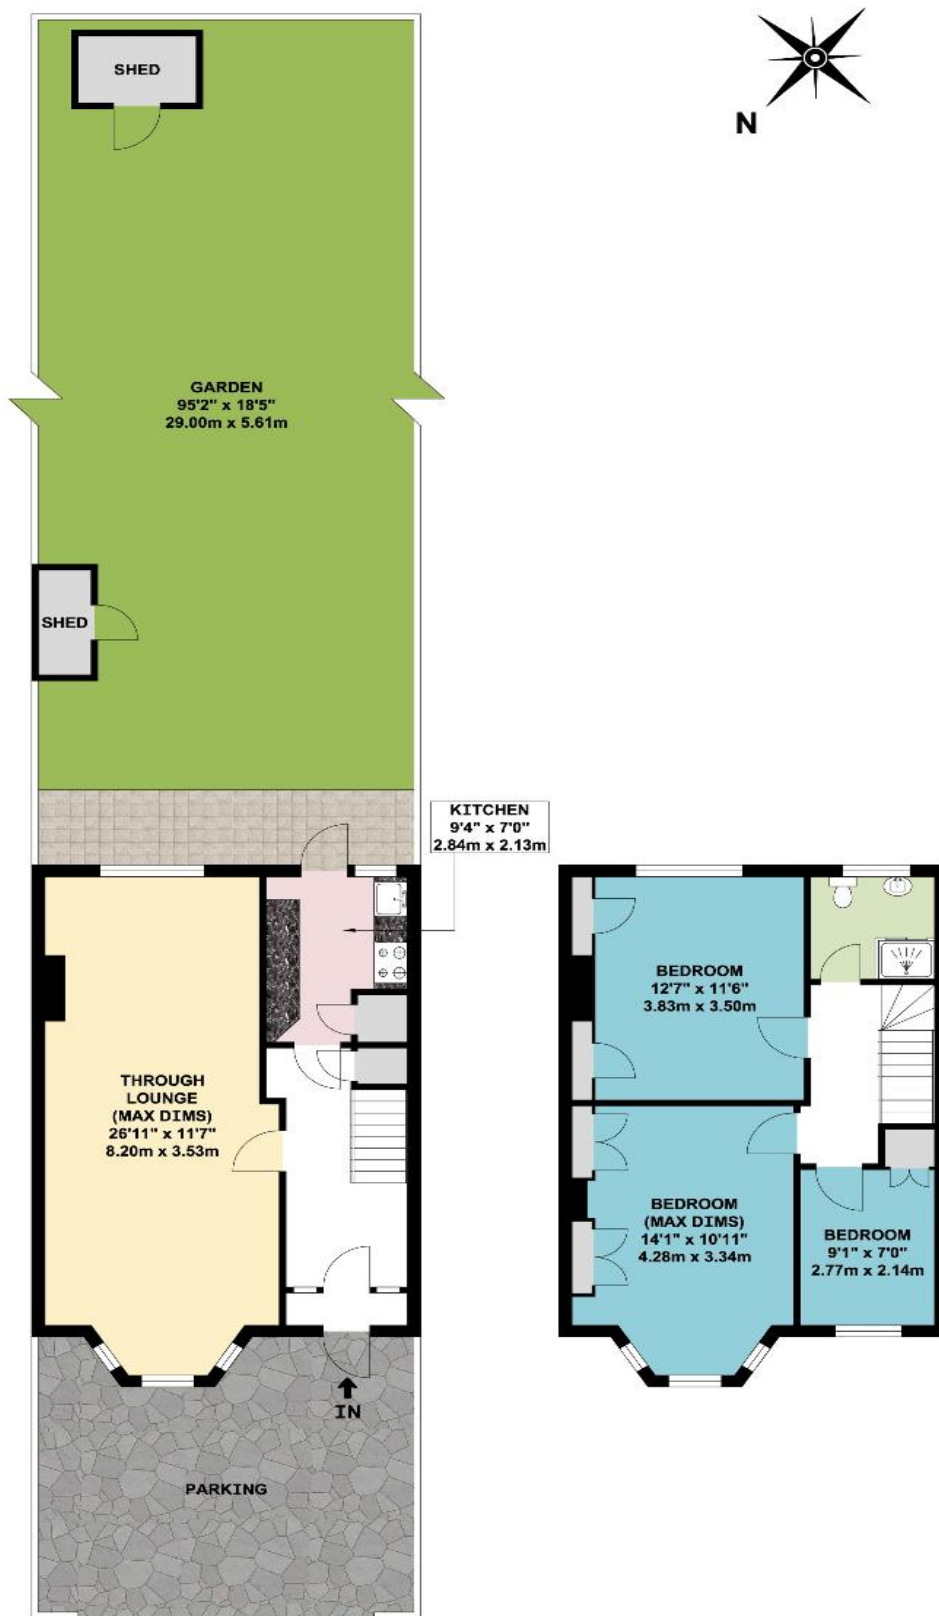 SHED
N
GARDEN
95'2" x 18'5"
29.00m x 5.61m
SHED
KITCHEN
9'4" x 7'0"
2.84m x 2.13m
THROUGH
LOUNGE
(MAX DIMS)
26'11" x 11'7"
8.20m x 3.53m
IN
PARKING
BEDROOM
12'7" x 11'6"
3.83m x 3.50m
BEDROOM
(MAX DIMS)
14'1" x 10'11"
4.28m x 3.34m
BEDROOM
9'1" x 7'0"
2.77m x 2.14m